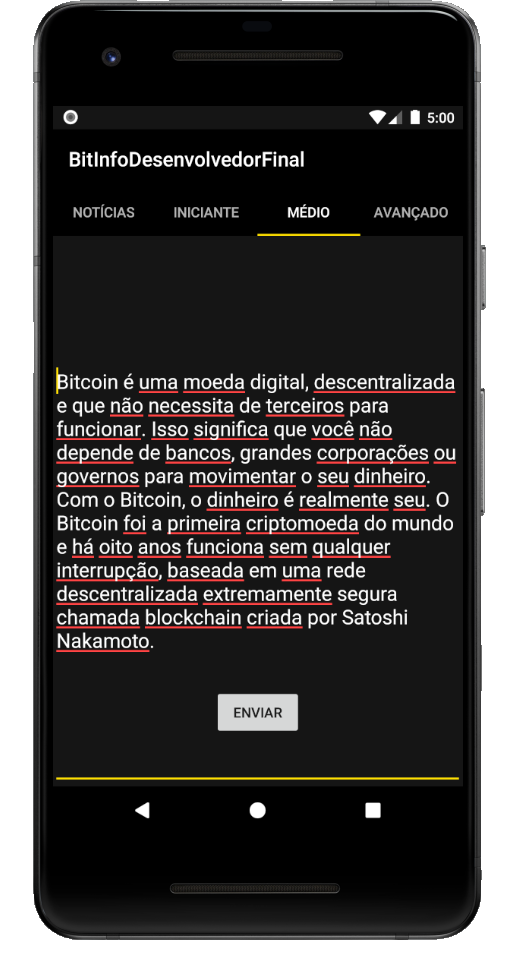 5:00
BitInfoDesenvolvedorFinal
NOTÍCIAS INICIANTE MÉDIO AVANÇADO
Bitcoin é uma moeda digital, descentralizada
e que não necessita de terceiros para
funcionar. Isso significa que você não
depende de bancos, grandes corporações ou
governos para movimentar o seu dinheiro.
Com o Bitcoin, o dinheiro é realmente seu. O
Bitcoin foi a primeira criptomoeda do mundo
e há oito anos funciona sem qualquer
interrupção, baseada em uma rede
descentralizada extremamente segura
chamada blockchain criada por Satoshi
Nakamoto.
ENVIAR